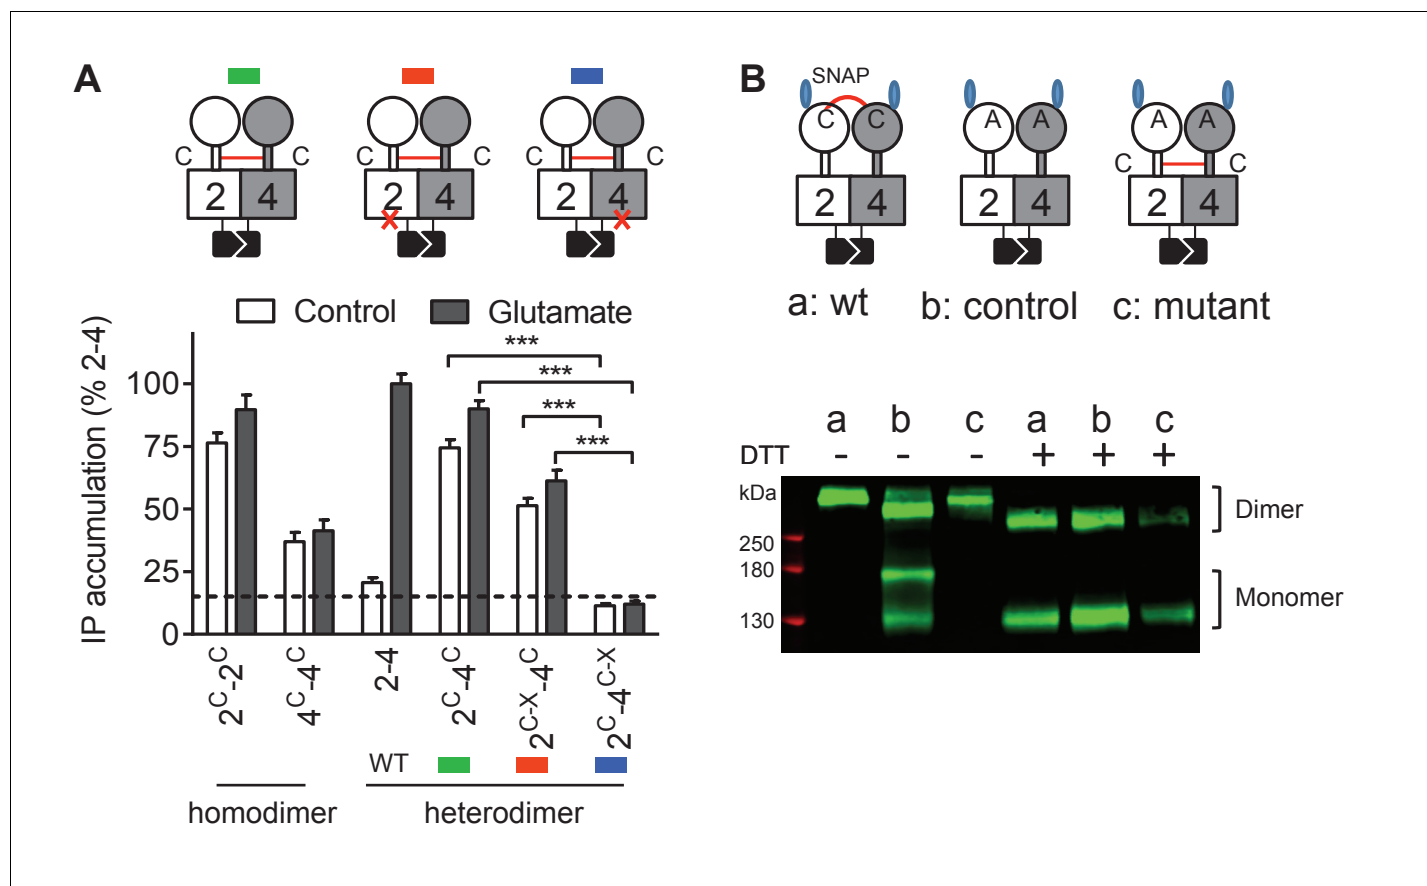 A
C C
2 4
C C
2 4
C C
2 4
Control Glutamate
IP accumulation (% 2-4)
100
75
50
25
0
***
***
***
***
2C-2C
4C-4C
2-4
2C-4C
2C-X-4C
2C-4C-X
WT
homodimer
heterodimer
B
SNAP
C C
2 4
A A
2 4
A A
C C
2 4
a: wt
b: control
c: mutant
a b c a b c
DTT - - - + + +
kDa
250
180
130
Dimer
Monomer